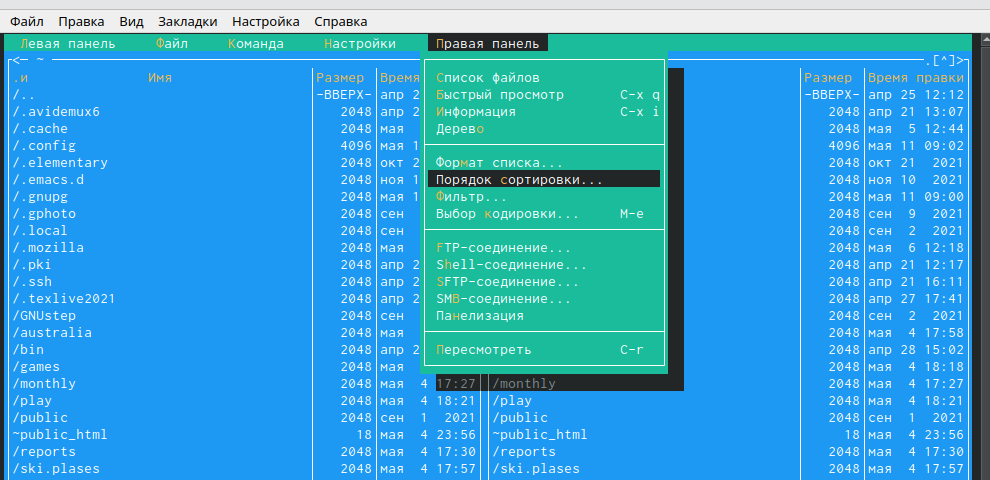 Файл Правка Вид Закладки Настройка Справка
Левая панель Файл Команда Настройки Правая панель
<─ ~ .[^]>
.и Имя Размер Время Размер Время правки
/.. -ВВЕРХ- апр 2 -ВВЕРХ- апр 25 12:12
/.avidemux6 2048 апр 2 2048 апр 21 13:07
/.cache 2048 мая 2048 мая 5 12:44
/.config 4096 мая 1 4096 мая 11 09:02
/.elementary 2048 окт 2 2048 окт 21 2021
/.emacs.d 2048 ноя 1 2048 ноя 10 2021
/.gnupg 2048 мая 1 2048 мая 11 09:00
/.gphoto 2048 сен 2048 сен 9 2021
/.local 2048 сен 2048 сен 2 2021
/.mozilla 2048 мая 2048 мая 6 12:18
/.pki 2048 апр 2 2048 апр 21 12:17
/.ssh 2048 апр 2 2048 апр 21 16:11
/.texlive2021 2048 апр 2 2048 апр 27 17:41
/GNUstep 2048 сен 2048 сен 2 2021
/australia 2048 мая 2048 мая 4 17:58
/bin 2048 апр 2 2048 апр 28 15:02
/games 2048 мая 2048 мая 4 18:18
/monthly 2048 мая 4 17:27 /monthly 2048 мая 4 17:27
/play 2048 мая 4 18:21 /play 2048 мая 4 18:21
/public 2048 сен 1 2021 /public 2048 сен 1 2021
~public_html 18 мая 4 23:56 ~public_html 18 мая 4 23:56
/reports 2048 мая 4 17:30 /reports 2048 мая 4 17:30
/ski.plases 2048 мая 4 17:57 /ski.plases 2048 мая 4 17:57
Список файлов
Быстрый просмотр C-x q
Информация C-x i
Дерево
Формат списка...
Порядок сортировки...
Фильтр...
Выбор кодировки... M-e
FTP-соединение...
Shell-соединение...
SFTP-соединение...
SMB-соединение...
Панелизация
Пересмотреть C-r